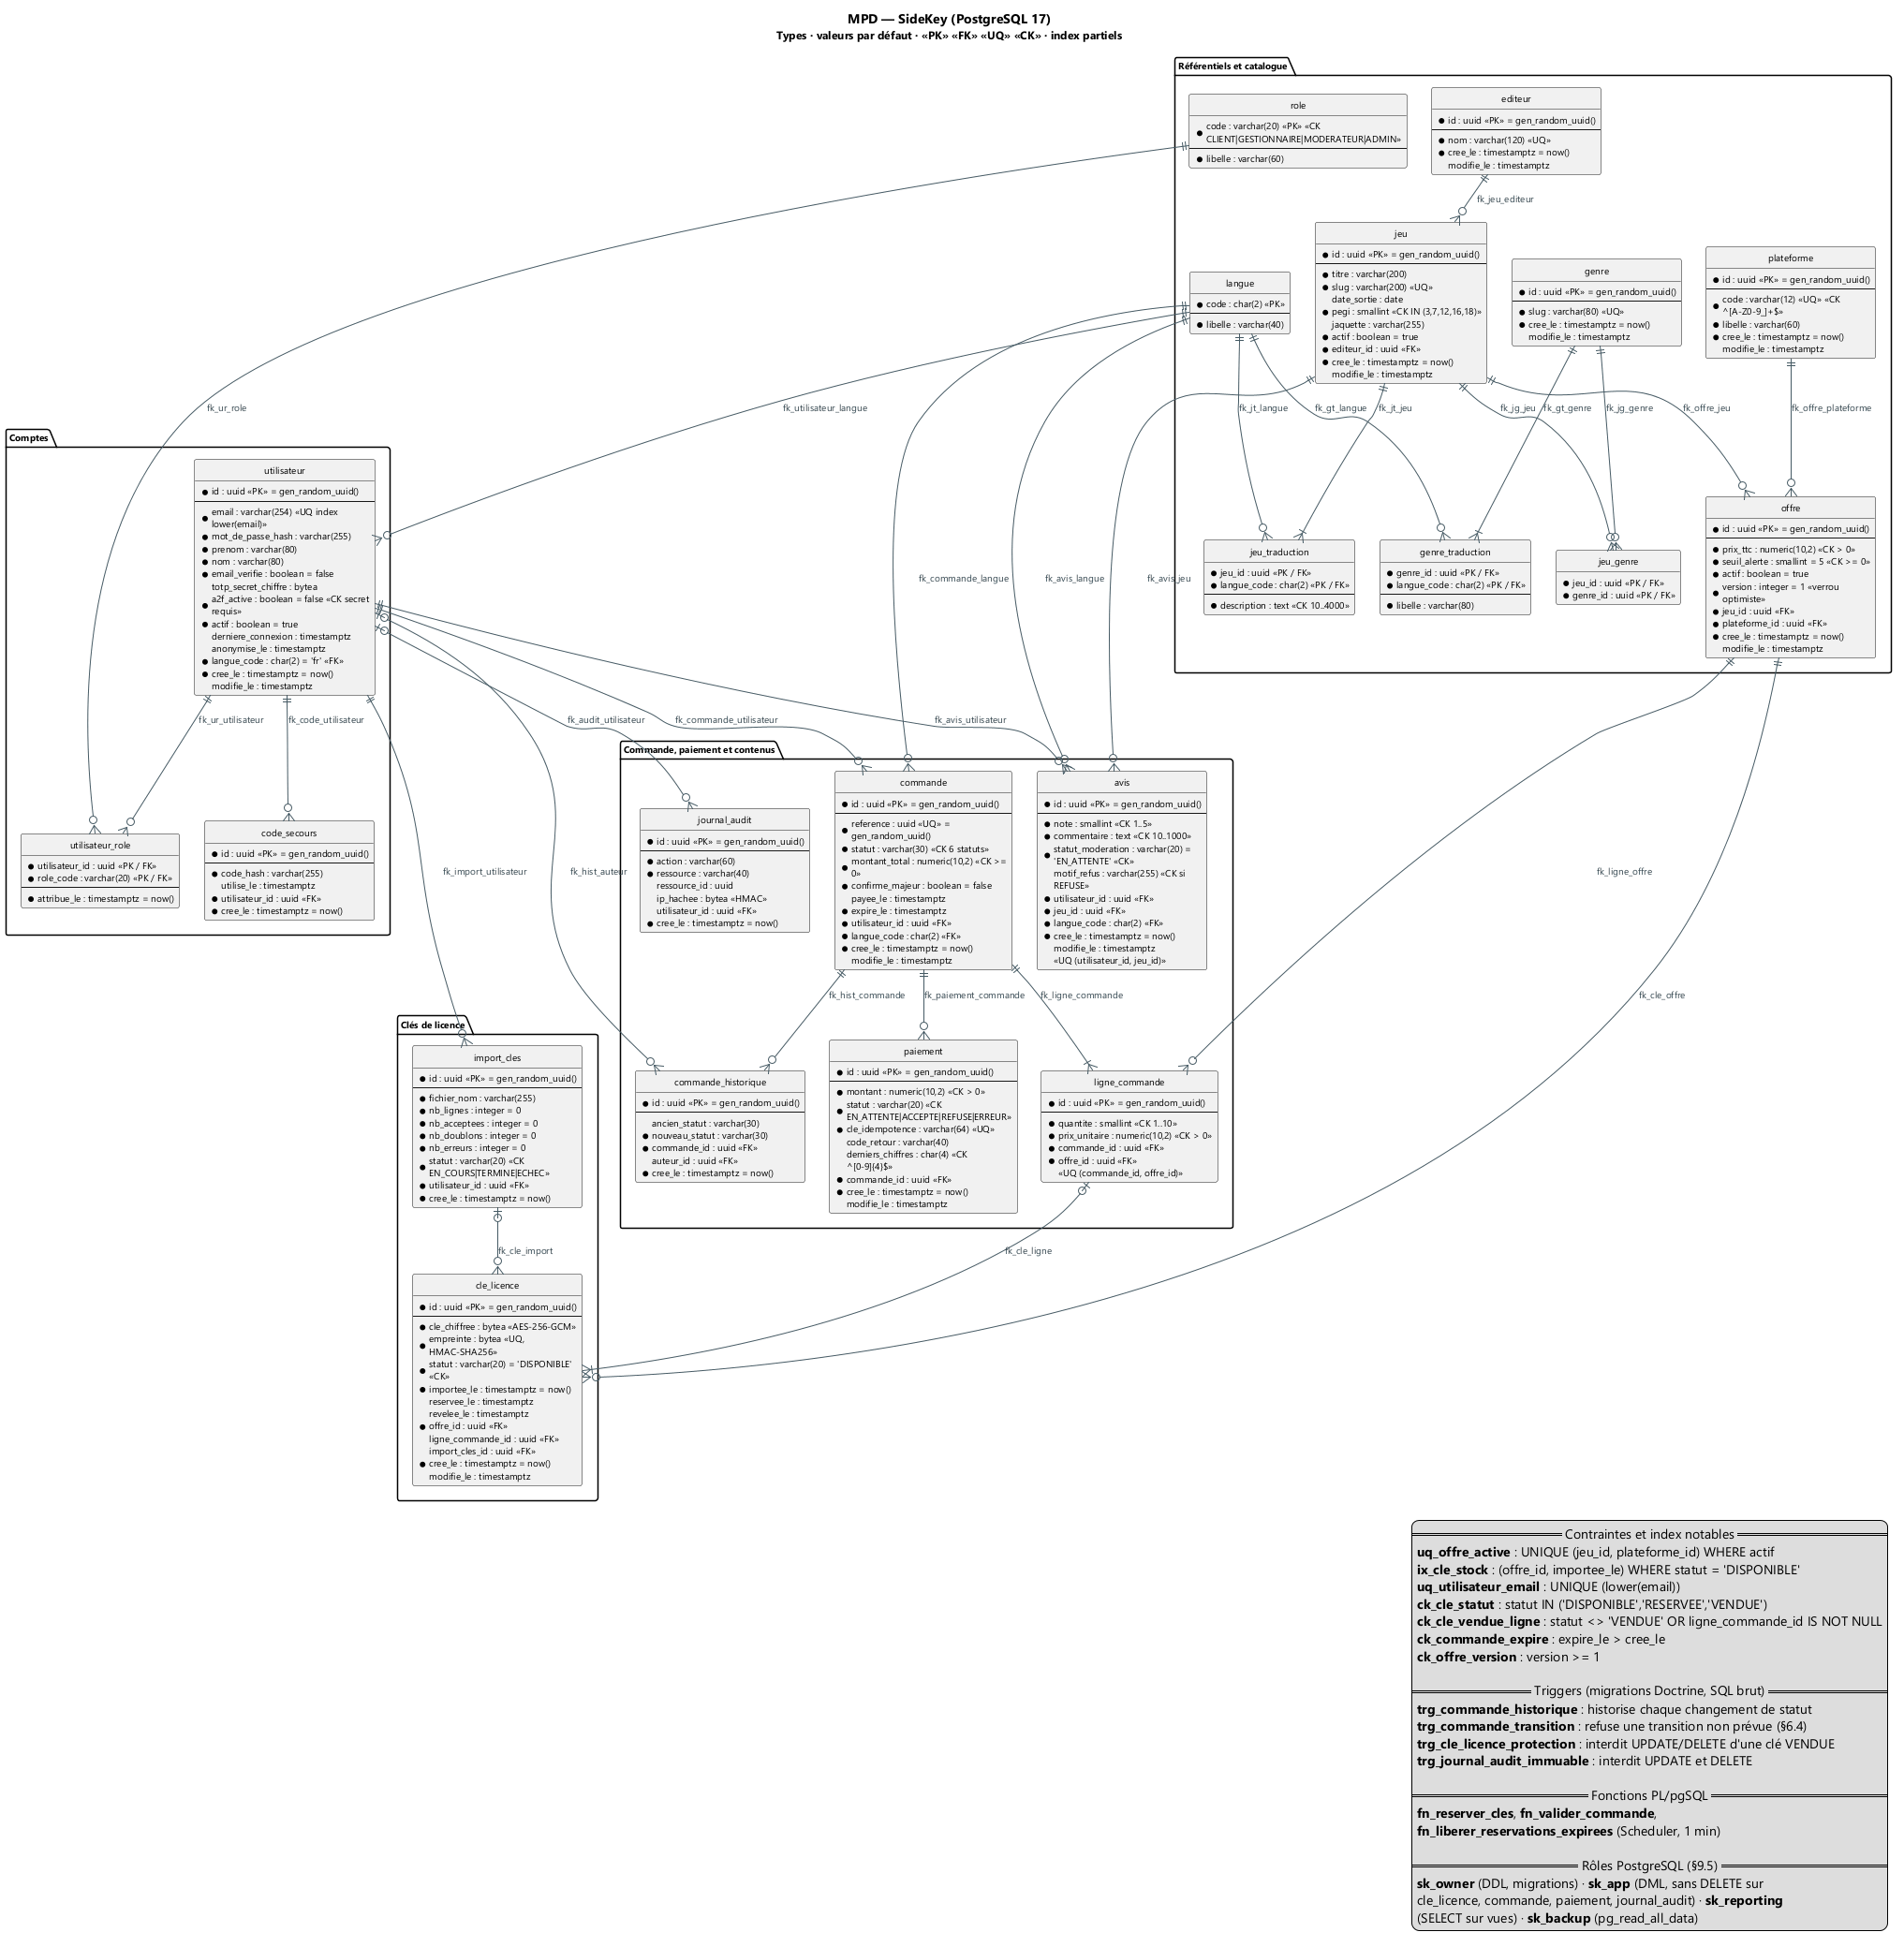 MPD — SideKey (PostgreSQL 17)
Types · valeurs par défaut · «PK» «FK» «UQ» «CK» · index partiels
Référentiels et catalogue
role
code : varchar(20) «PK» «CK
CLIENT|GESTIONNAIRE|MODERATEUR|ADMIN»
libelle : varchar(60)
editeur
id : uuid «PK» = gen_random_uuid()
nom : varchar(120) «UQ»
cree_le : timestamptz = now()
modifie_le : timestamptz
fk_jeu_editeur
langue
code : char(2) «PK»
libelle : varchar(40)
jeu
id : uuid «PK» = gen_random_uuid()
titre : varchar(200)
slug : varchar(200) «UQ»
date_sortie : date
pegi : smallint «CK IN (3,7,12,16,18)»
jaquette : varchar(255)
actif : boolean = true
editeur_id : uuid «FK»
cree_le : timestamptz = now()
modifie_le : timestamptz
genre
id : uuid «PK» = gen_random_uuid()
slug : varchar(80) «UQ»
cree_le : timestamptz = now()
modifie_le : timestamptz
plateforme
id : uuid «PK» = gen_random_uuid()
code : varchar(12) «UQ» «CK
^[A-Z0-9_]+$»
libelle : varchar(60)
cree_le : timestamptz = now()
modifie_le : timestamptz
fk_ur_role
fk_utilisateur_langue
fk_jt_langue
fk_gt_langue
fk_jt_jeu
fk_jg_jeu
fk_gt_genre
fk_jg_genre
fk_offre_jeu
fk_offre_plateforme
jeu_traduction
jeu_id : uuid «PK / FK»
langue_code : char(2) «PK / FK»
description : text «CK 10..4000»
genre_traduction
genre_id : uuid «PK / FK»
langue_code : char(2) «PK / FK»
libelle : varchar(80)
jeu_genre
jeu_id : uuid «PK / FK»
genre_id : uuid «PK / FK»
offre
id : uuid «PK» = gen_random_uuid()
prix_ttc : numeric(10,2) «CK > 0»
seuil_alerte : smallint = 5 «CK >= 0»
actif : boolean = true
version : integer = 1 «verrou
optimiste»
jeu_id : uuid «FK»
plateforme_id : uuid «FK»
cree_le : timestamptz = now()
modifie_le : timestamptz
Comptes
utilisateur
id : uuid «PK» = gen_random_uuid()
email : varchar(254) «UQ index
lower(email)»
mot_de_passe_hash : varchar(255)
prenom : varchar(80)
nom : varchar(80)
email_verifie : boolean = false
totp_secret_chiffre : bytea
a2f_active : boolean = false «CK secret
requis»
actif : boolean = true
derniere_connexion : timestamptz
anonymise_le : timestamptz
langue_code : char(2) = 'fr' «FK»
cree_le : timestamptz = now()
modifie_le : timestamptz
fk_commande_langue
fk_avis_langue
fk_avis_jeu
fk_ur_utilisateur
fk_code_utilisateur
fk_audit_utilisateur
fk_commande_utilisateur
fk_avis_utilisateur
utilisateur_role
utilisateur_id : uuid «PK / FK»
role_code : varchar(20) «PK / FK»
attribue_le : timestamptz = now()
code_secours
id : uuid «PK» = gen_random_uuid()
code_hash : varchar(255)
utilise_le : timestamptz
utilisateur_id : uuid «FK»
cree_le : timestamptz = now()
fk_import_utilisateur
fk_hist_auteur
fk_ligne_offre
Commande, paiement et contenus
journal_audit
id : uuid «PK» = gen_random_uuid()
action : varchar(60)
ressource : varchar(40)
ressource_id : uuid
ip_hachee : bytea «HMAC»
utilisateur_id : uuid «FK»
cree_le : timestamptz = now()
commande
id : uuid «PK» = gen_random_uuid()
reference : uuid «UQ» =
gen_random_uuid()
statut : varchar(30) «CK 6 statuts»
montant_total : numeric(10,2) «CK >=
0»
confirme_majeur : boolean = false
payee_le : timestamptz
expire_le : timestamptz
utilisateur_id : uuid «FK»
langue_code : char(2) «FK»
cree_le : timestamptz = now()
modifie_le : timestamptz
avis
id : uuid «PK» = gen_random_uuid()
note : smallint «CK 1..5»
commentaire : text «CK 10..1000»
statut_moderation : varchar(20) =
'EN_ATTENTE' «CK»
motif_refus : varchar(255) «CK si
REFUSE»
utilisateur_id : uuid «FK»
jeu_id : uuid «FK»
langue_code : char(2) «FK»
cree_le : timestamptz = now()
modifie_le : timestamptz
«UQ (utilisateur_id, jeu_id)»
fk_hist_commande
fk_paiement_commande
fk_ligne_commande
fk_cle_offre
commande_historique
id : uuid «PK» = gen_random_uuid()
ancien_statut : varchar(30)
nouveau_statut : varchar(30)
commande_id : uuid «FK»
auteur_id : uuid «FK»
cree_le : timestamptz = now()
paiement
id : uuid «PK» = gen_random_uuid()
montant : numeric(10,2) «CK > 0»
statut : varchar(20) «CK
EN_ATTENTE|ACCEPTE|REFUSE|ERREUR»
cle_idempotence : varchar(64) «UQ»
code_retour : varchar(40)
derniers_chiffres : char(4) «CK
^[0-9]{4}$»
commande_id : uuid «FK»
cree_le : timestamptz = now()
modifie_le : timestamptz
ligne_commande
id : uuid «PK» = gen_random_uuid()
quantite : smallint «CK 1..10»
prix_unitaire : numeric(10,2) «CK > 0»
commande_id : uuid «FK»
offre_id : uuid «FK»
«UQ (commande_id, offre_id)»
Clés de licence
import_cles
id : uuid «PK» = gen_random_uuid()
fichier_nom : varchar(255)
nb_lignes : integer = 0
nb_acceptees : integer = 0
nb_doublons : integer = 0
nb_erreurs : integer = 0
statut : varchar(20) «CK
EN_COURS|TERMINE|ECHEC»
utilisateur_id : uuid «FK»
cree_le : timestamptz = now()
fk_cle_import
fk_cle_ligne
cle_licence
id : uuid «PK» = gen_random_uuid()
cle_chiffree : bytea «AES-256-GCM»
empreinte : bytea «UQ,
HMAC-SHA256»
statut : varchar(20) = 'DISPONIBLE'
«CK»
importee_le : timestamptz = now()
reservee_le : timestamptz
revelee_le : timestamptz
offre_id : uuid «FK»
ligne_commande_id : uuid «FK»
import_cles_id : uuid «FK»
cree_le : timestamptz = now()
modifie_le : timestamptz
Contraintes et index notables
uq_offre_active : UNIQUE (jeu_id, plateforme_id) WHERE actif
ix_cle_stock : (offre_id, importee_le) WHERE statut = 'DISPONIBLE'
uq_utilisateur_email : UNIQUE (lower(email))
ck_cle_statut : statut IN ('DISPONIBLE','RESERVEE','VENDUE')
ck_cle_vendue_ligne : statut <> 'VENDUE' OR ligne_commande_id IS NOT NULL
ck_commande_expire : expire_le > cree_le
ck_offre_version : version >= 1
Triggers (migrations Doctrine, SQL brut)
trg_commande_historique : historise chaque changement de statut
trg_commande_transition : refuse une transition non prévue (§6.4)
trg_cle_licence_protection : interdit UPDATE/DELETE d'une clé VENDUE
trg_journal_audit_immuable : interdit UPDATE et DELETE
Fonctions PL/pgSQL
fn_reserver_cles, fn_valider_commande,
fn_liberer_reservations_expirees (Scheduler, 1 min)
Rôles PostgreSQL (§9.5)
sk_owner (DDL, migrations) · sk_app (DML, sans DELETE sur
cle_licence, commande, paiement, journal_audit) · sk_reporting
(SELECT sur vues) · sk_backup (pg_read_all_data)